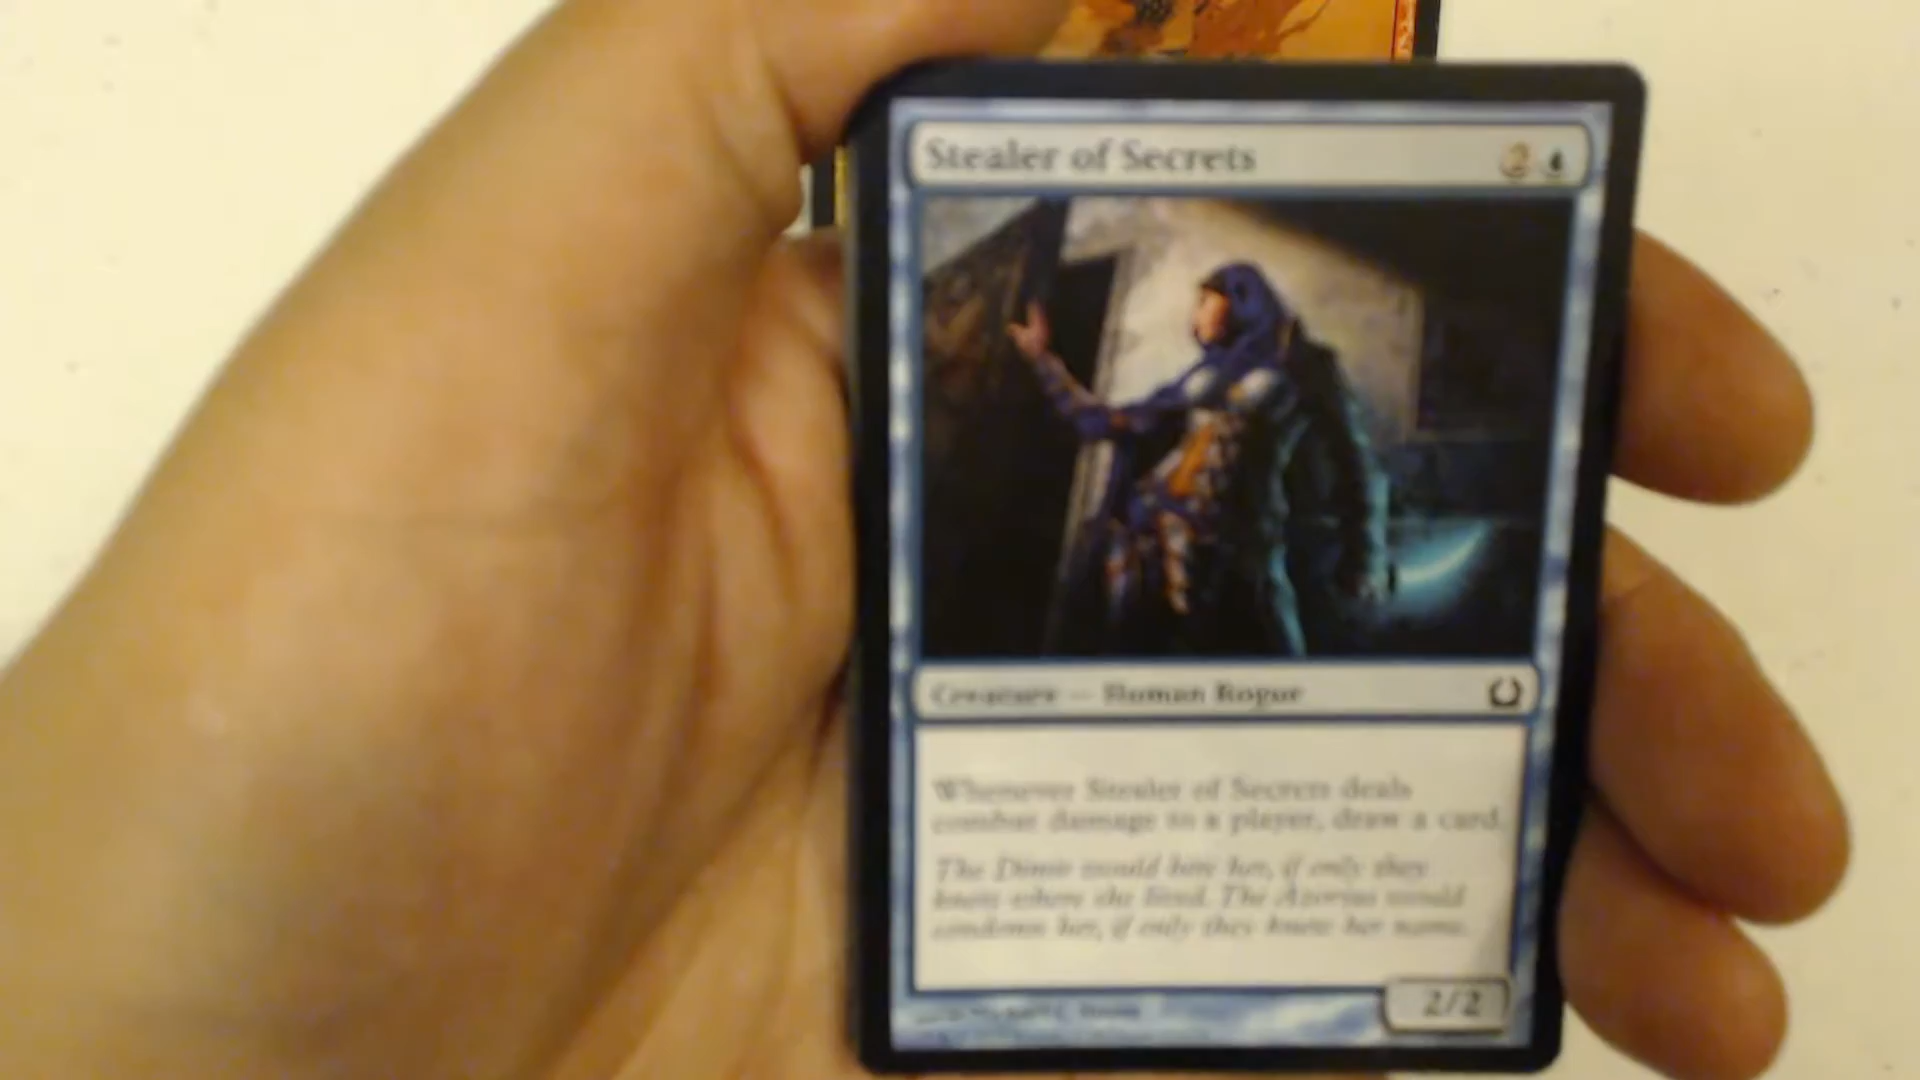 Stealer of Secrets 2
Creature — Human Rogue
Whenever Stealer of Secrets deals
combat damage to a player, draw a card.
The Dimir would hire her, if only they
knew where she lived. The Azorius would
condemn her, if only they knew her name.
2/2